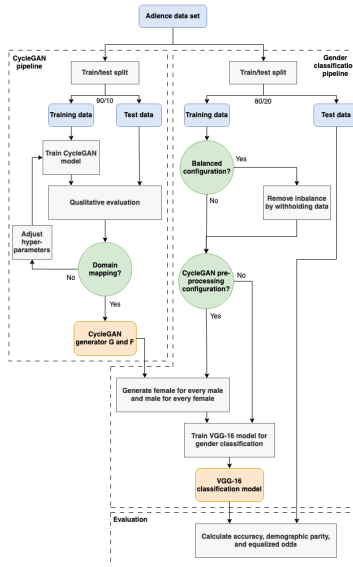 Adience data set
CycleGAN
pipeline
Gender
classificatio
pipeline
Train/test split
Train/test split
90/10
80/20
Training data
Test data
Training data
Test data
Train CycleGAN
model
Balanced
configuration?
Yes
No
Qualitative evaluation
Remove inbalance
by withholding data
Adjust
hyper-
parameters
Domain
mapping?
No
Yes
CycleGAN pre-
processing
configuration?
No
Yes
CycleGAN
generator G and F
Generate female for every male
and male for every female
Train VGG-16 model for
gender classification
VGG-16
classification model
Evaluation
Calculate accuracy, demographic parity,
and equalized odds